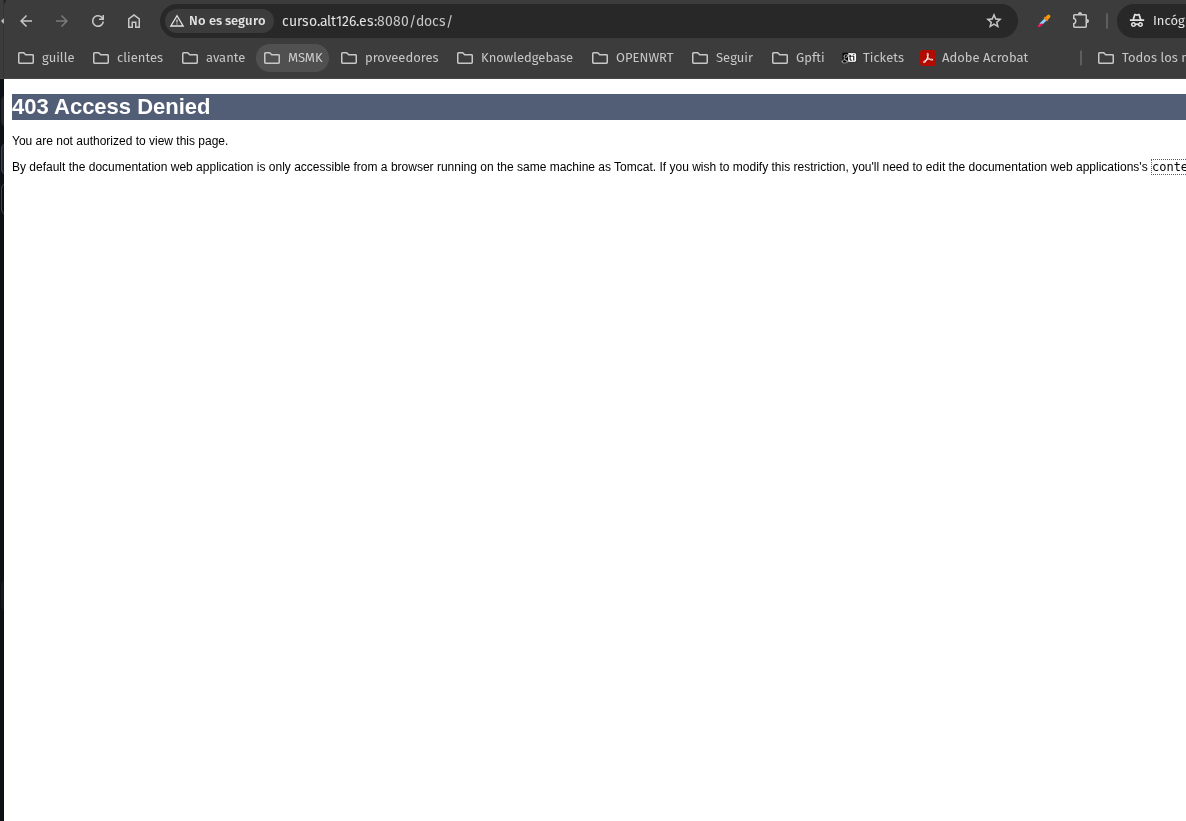 No es seguro curso.alt126.es:8080/docs/ Incóg
guille clientes avante MSMK proveedores Knowledgebase OPENWRT Seguir Gpfti Tickets Adobe Acrobat Todos los r
403 Access Denied
You are not authorized to view this page.
By default the documentation web application is only accessible from a browser running on the same machine as Tomcat. If you wish to modify this restriction, you'll need to edit the documentation web applications's conte